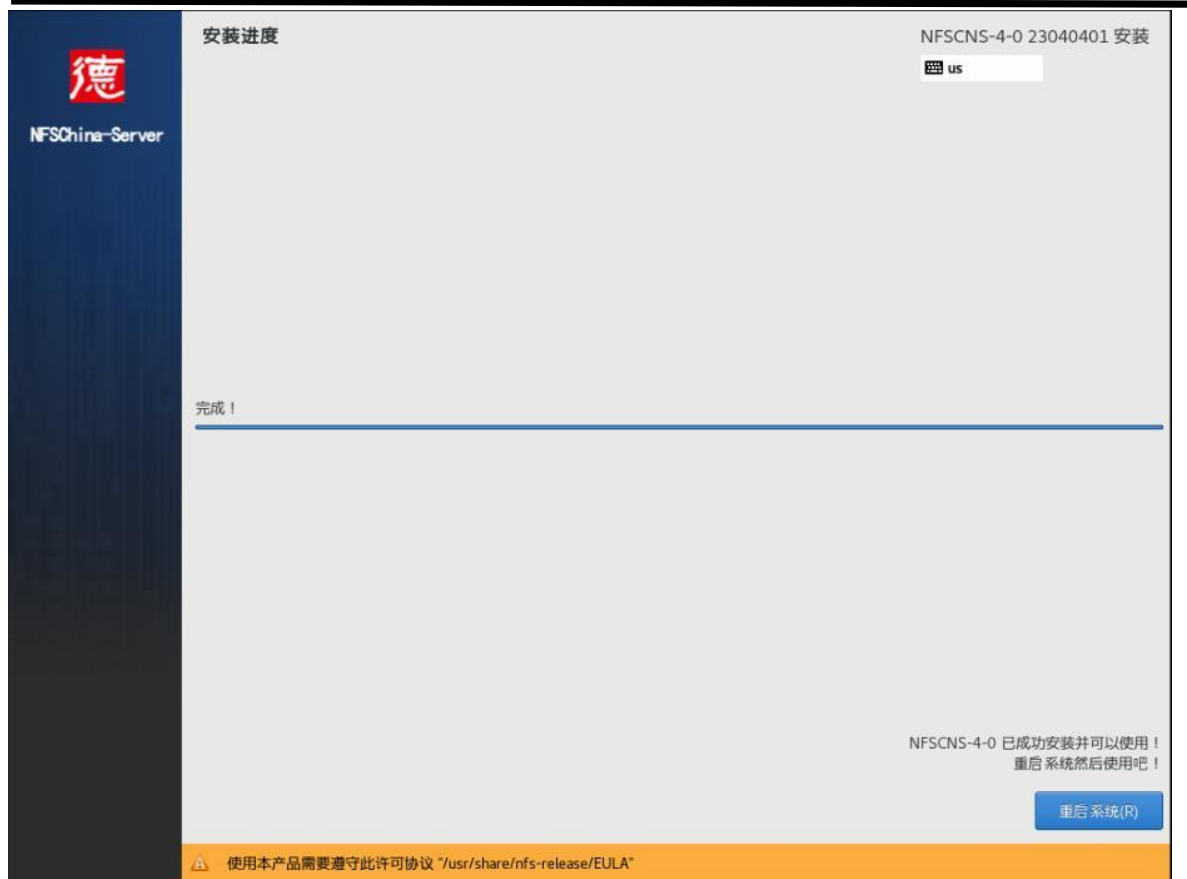 安装进度
NFSCNS-4-0 23040401 安装
us
德
NFSChina-Server
完成！
NFSCNS-4-0 已成功安装并可以使用！
重启系统然后使用吧！
重启系统(R)
使用本产品需要遵守此许可协议 "/usr/share/nfs-release/EULA"